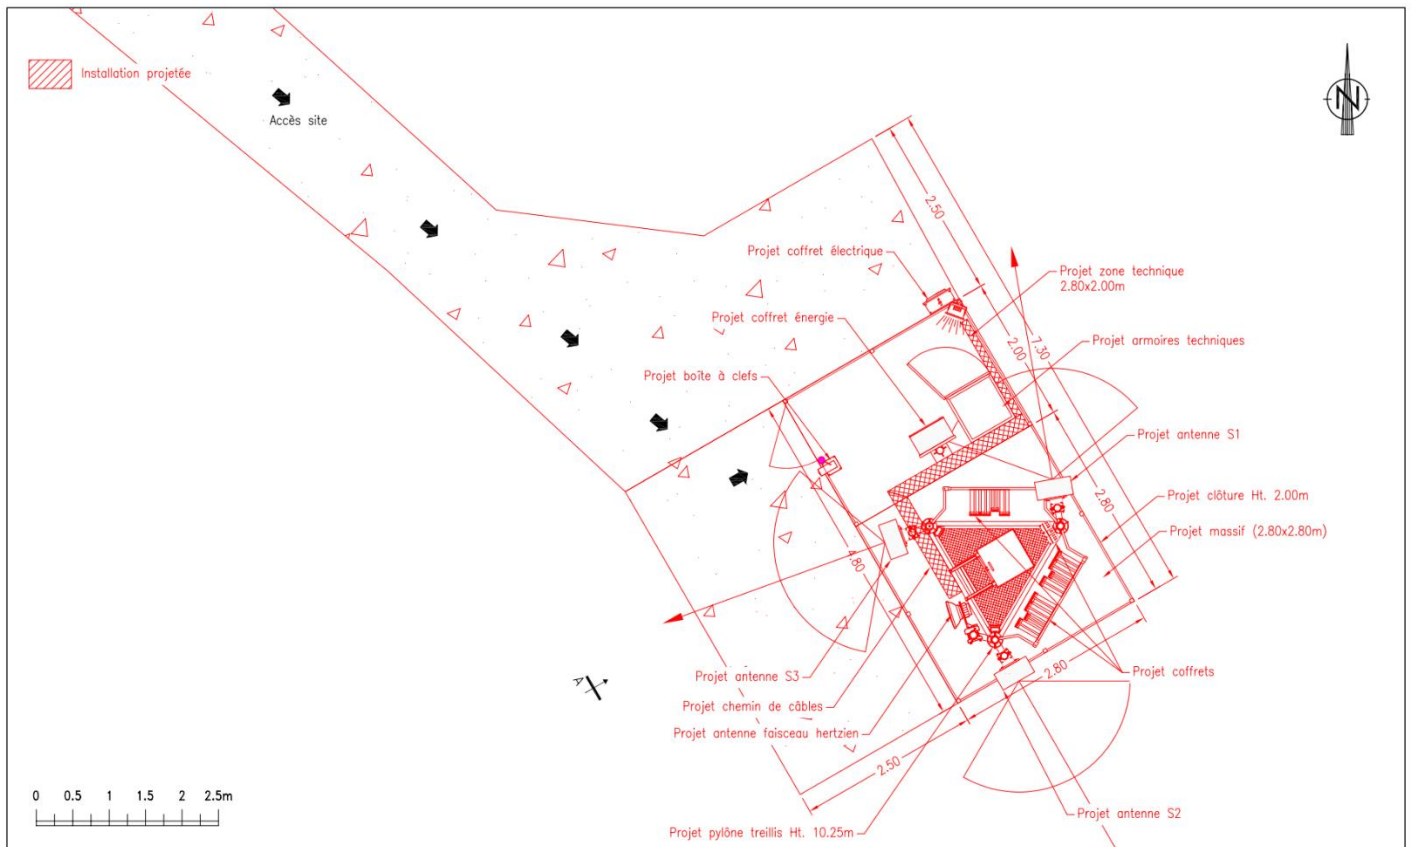 Installation projetée
Accès site
N
2.50
Projet coffret électrique
Projet zone technique
2.80x2.00m
Projet coffret énergie
2.00
7.30
Projet armoires techniques
Projet boîte à clefs
Projet antenne S1
4.80
2.80
Projet clôture Ht. 2.00m
Projet massif (2.80x2.80m)
Projet antenne S3
2.80
Projet coffrets
A
Projet chemin de câbles
Projet antenne faisceau hertzien
2.50
0 0.5 1 1.5 2 2.5m
Projet antenne S2
Projet pylône treillis Ht. 10.25m